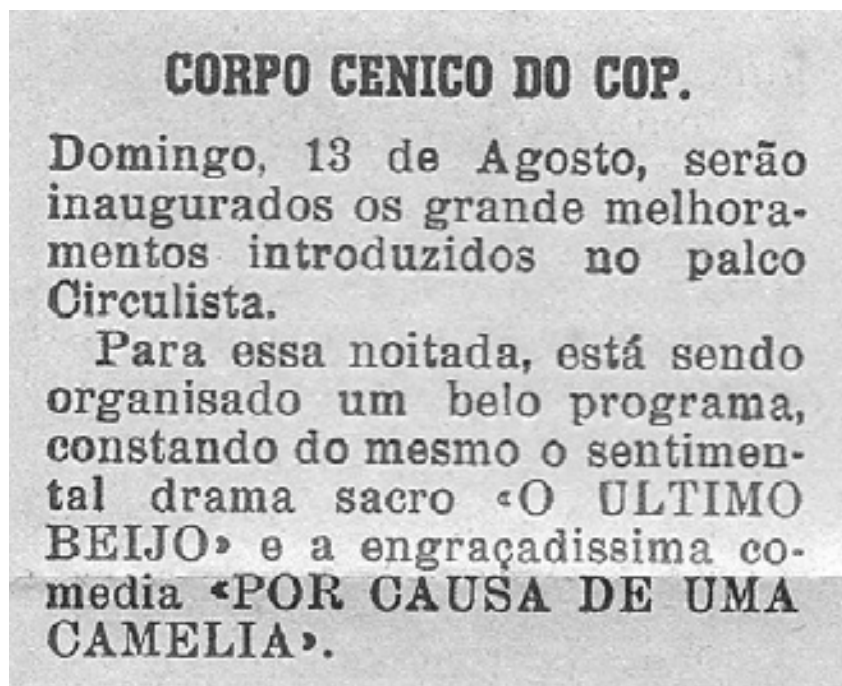 CORPO CENICO DO COP.
Domingo, 13 de Agosto, serão
inaugurados os grande melhora-
mentos introduzidos no palco
Circulista.
Para essa noitada, está sendo
organisado um belo programa,
constando do mesmo o sentimen-
tal drama sacro «O ULTIMO
BEIJO» e a engraçadissima co-
media «POR CAUSA DE UMA
CAMELIA».